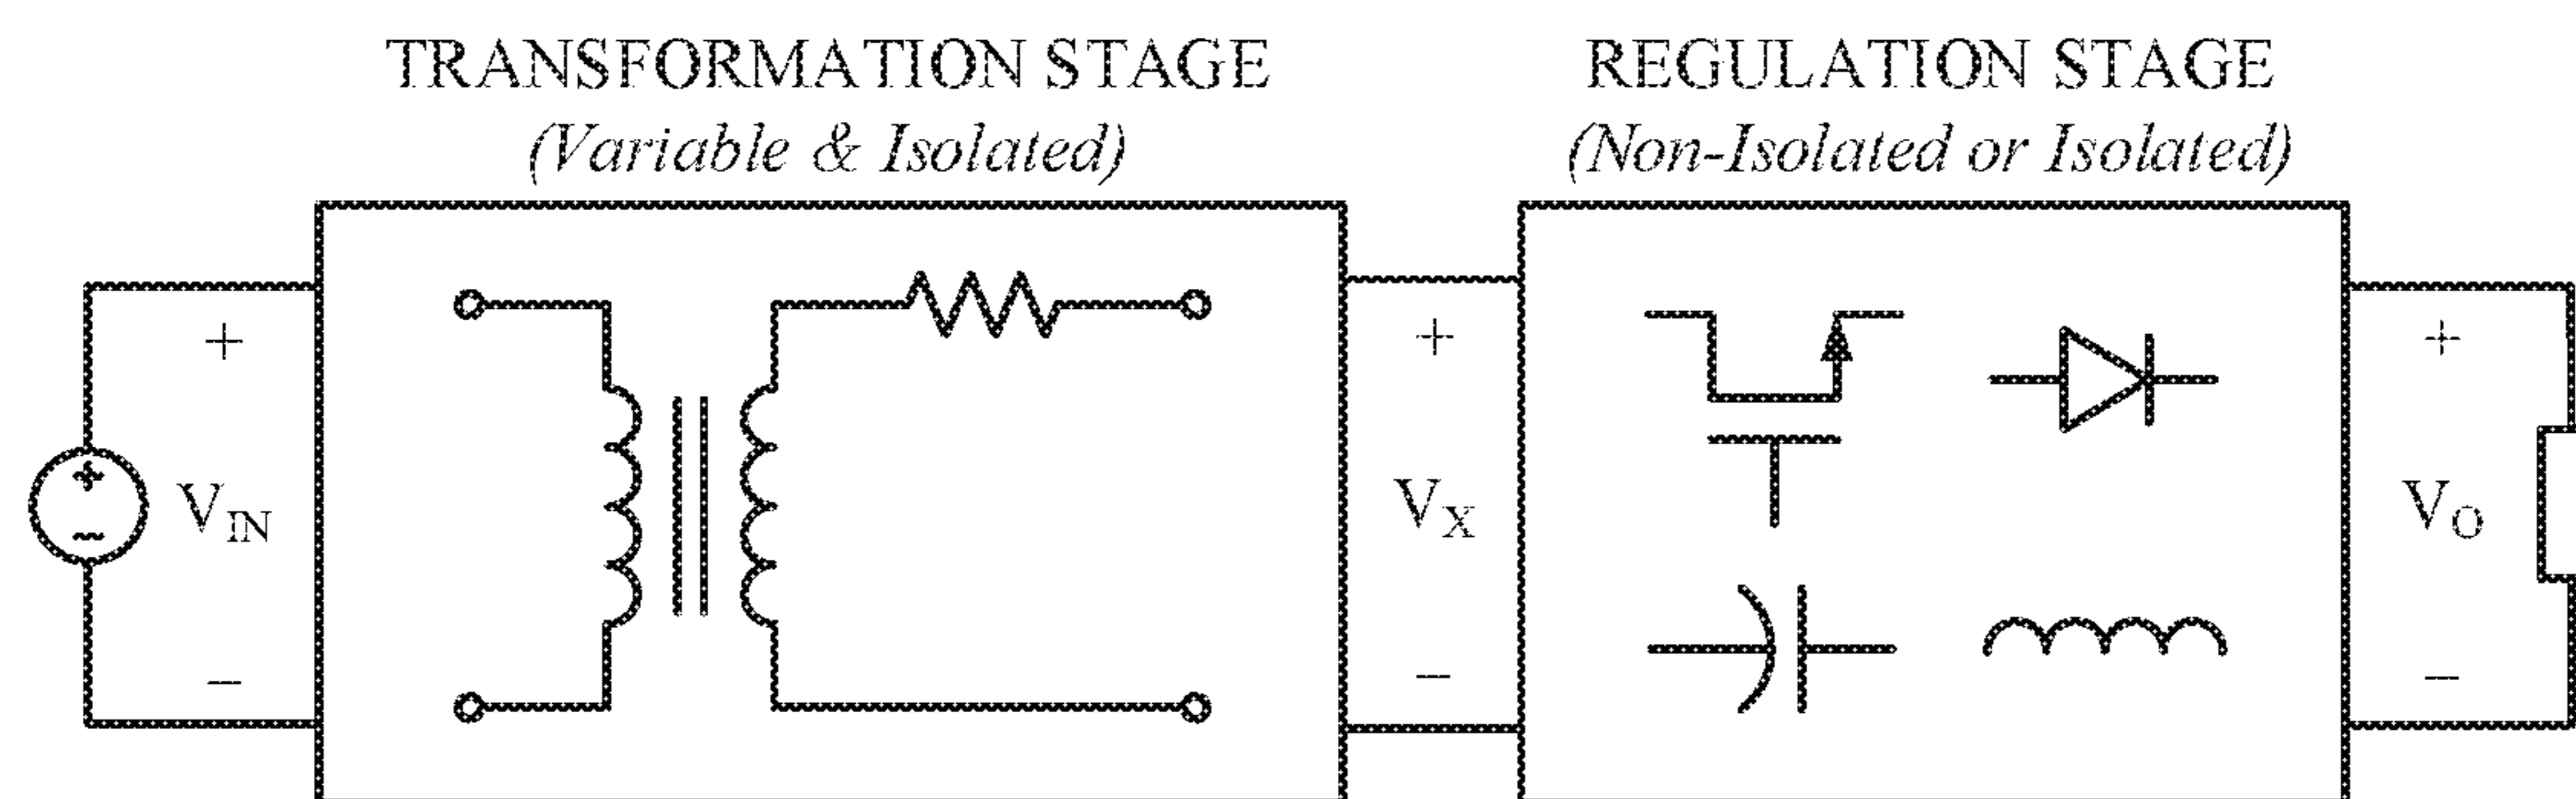 TRANSFORMATION STAGE
(Variable & Isolated)
REGULATION STAGE
(Non-Isolated or Isolated)
+
+
+
+
−
V_IN
V_X
V_O
−
−
−